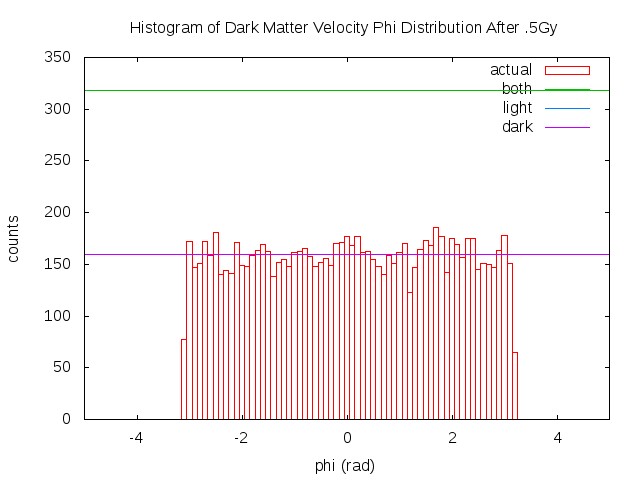 Histogram of Dark Matter Velocity Phi Distribution After .5Gy
350
300
250
200
150
100
50
0
counts
actual
both
light
dark
-4 -2 0 2 4
phi (rad)